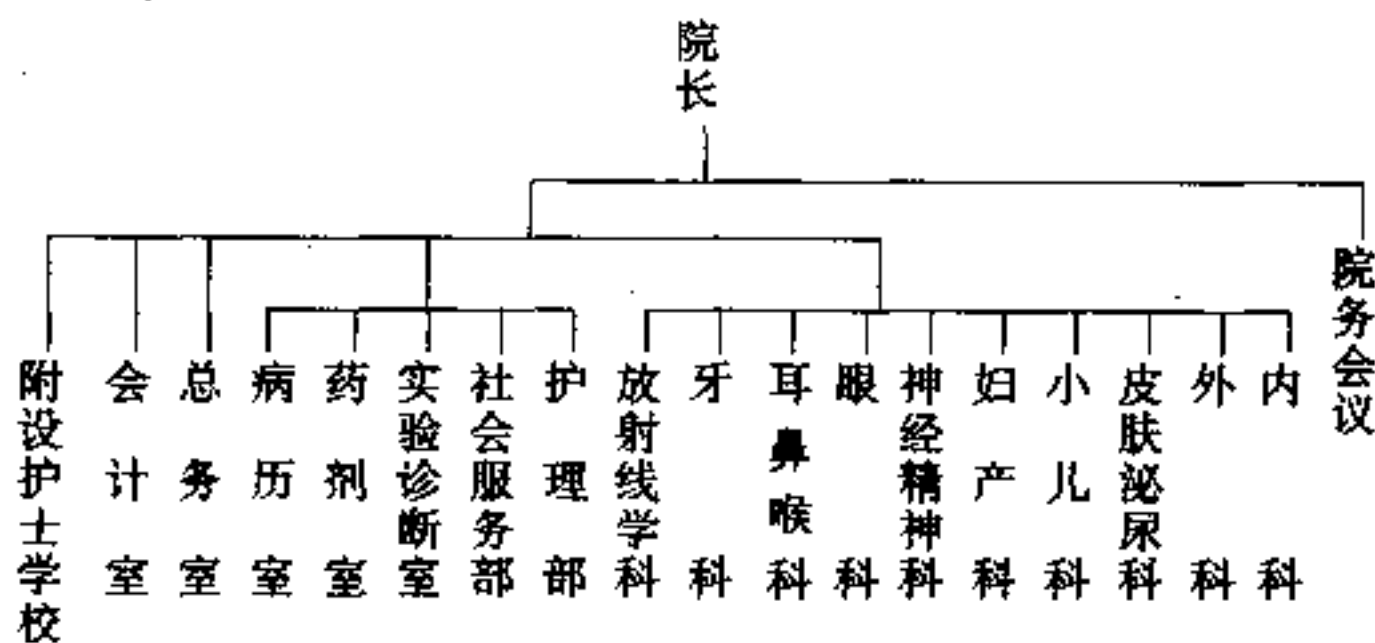 院长
院务会议
内科
外科
皮肤泌尿科
小儿科
妇产科
神经精神科
眼科
耳鼻喉科
牙科
放射线学科
护理部
社会服务部
实验诊断室
药剂室
病历室
总务室
会计室
附设护士学校